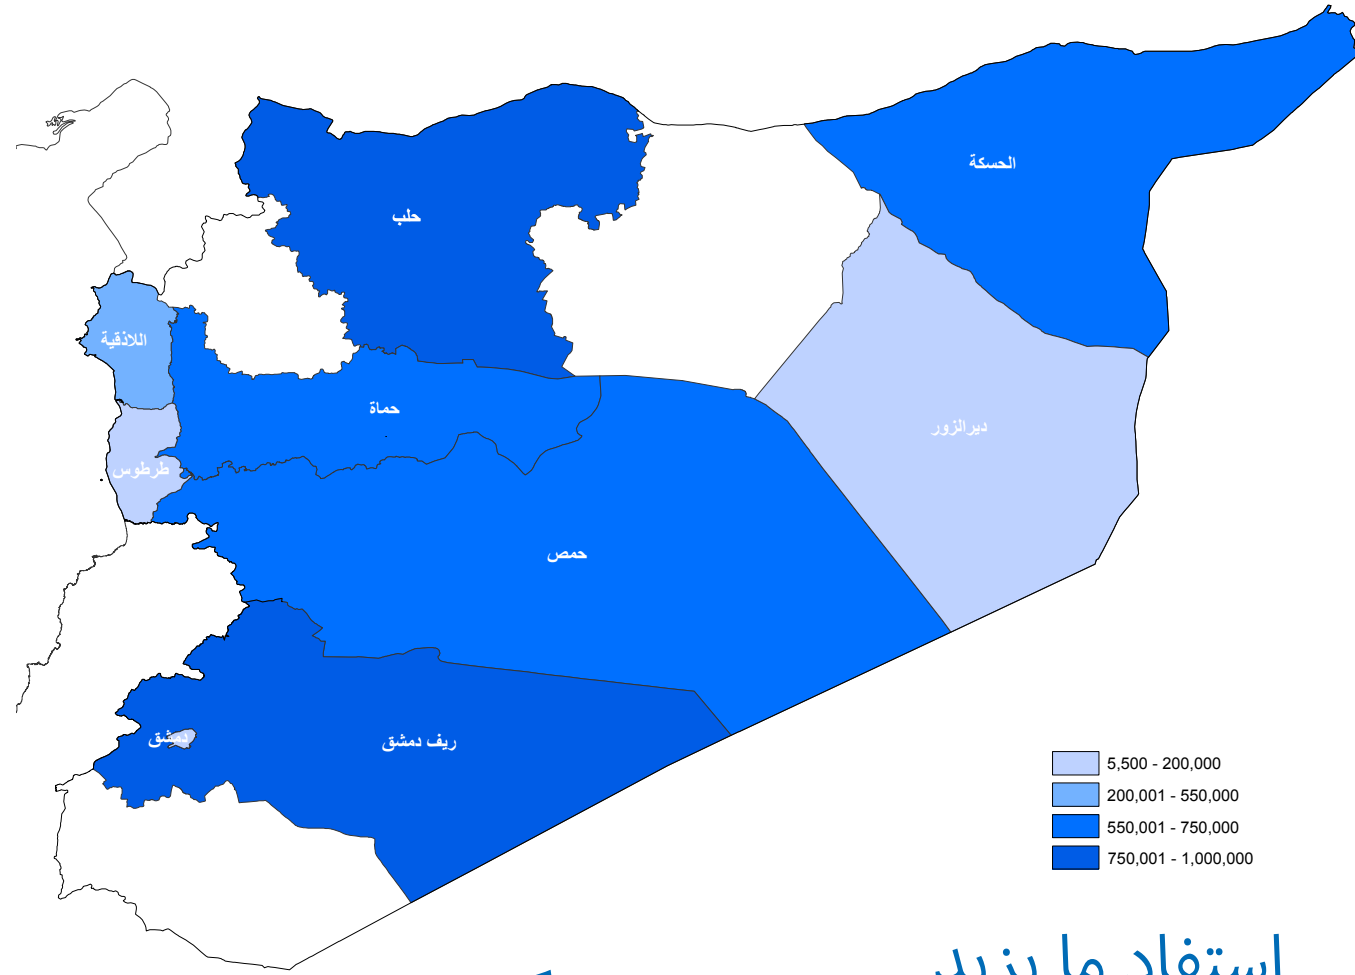 الحسكة
حلب
اللاذقية
حماة
ديرالزور
طرطوس
حمص
دمشق
ريف دمشق
5,500 - 200,000
200,001 - 550,000
550,001 - 750,000
750,001 - 1,000,000
استفاد ما يزيد